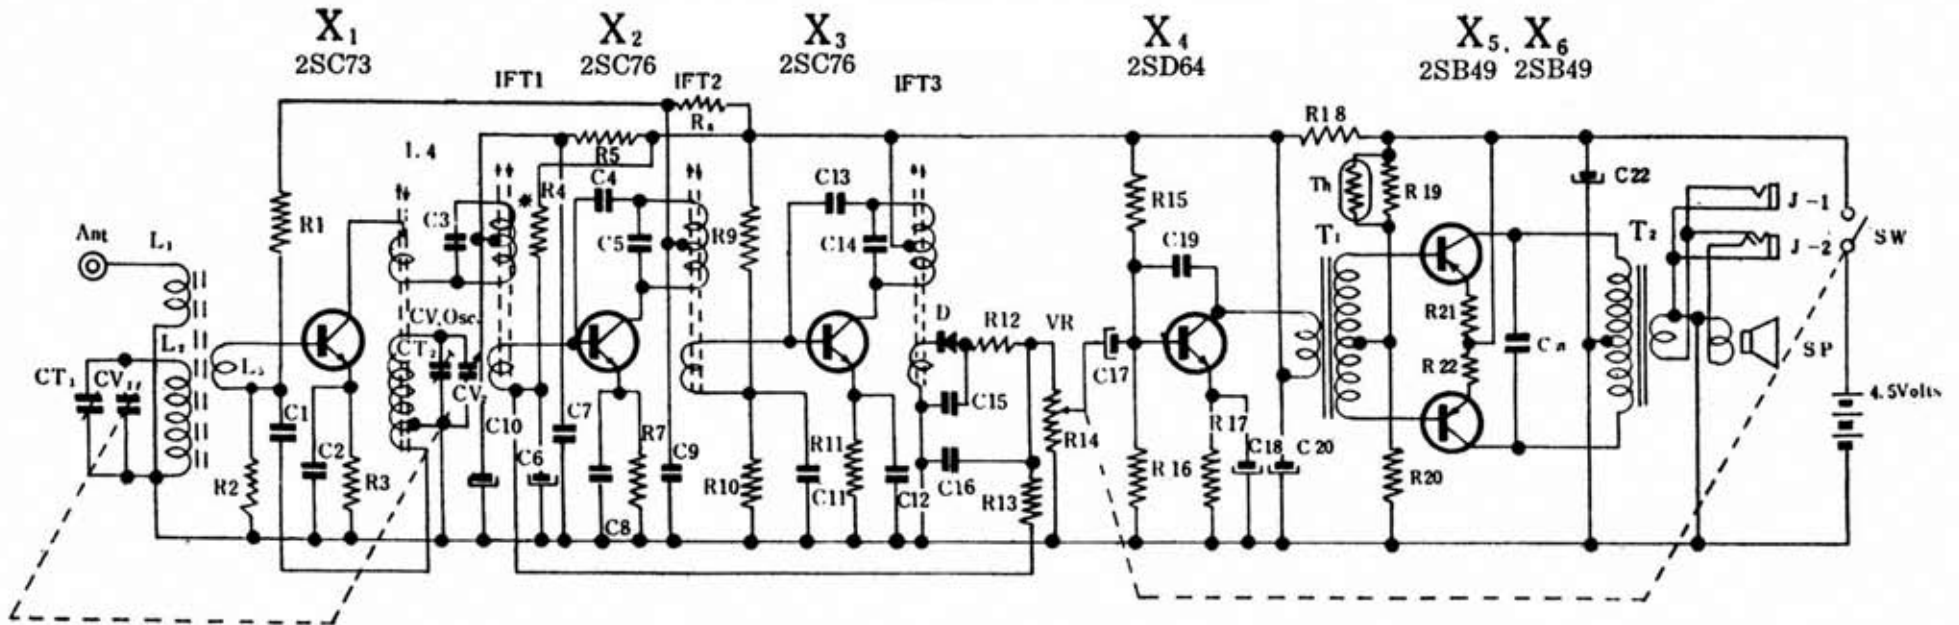 X1
2SC73
X2
2SC76
X3
2SC76
X4
2SD64
X5, X6
2SB49 2SB49
IFT1
IFT2
IFT3
R18
R5
L4
C4
C13
R4
*
Th
R19
C22
J-1
R1
C3
C5
R9
C14
R15
T1
T2
SW
J-2
Ant
L1
C19
CV. Osc.
D
R12
VR
R21
L2
CT2
SP
CT1
L3
CV2
C17
R22
C1
C10
C7
C15
R14
4.5Volts
C2
R3
C6
R7
C9
R11
R17
C18
C20
R2
R10
C11
C12
C16
R13
R16
R20
C8